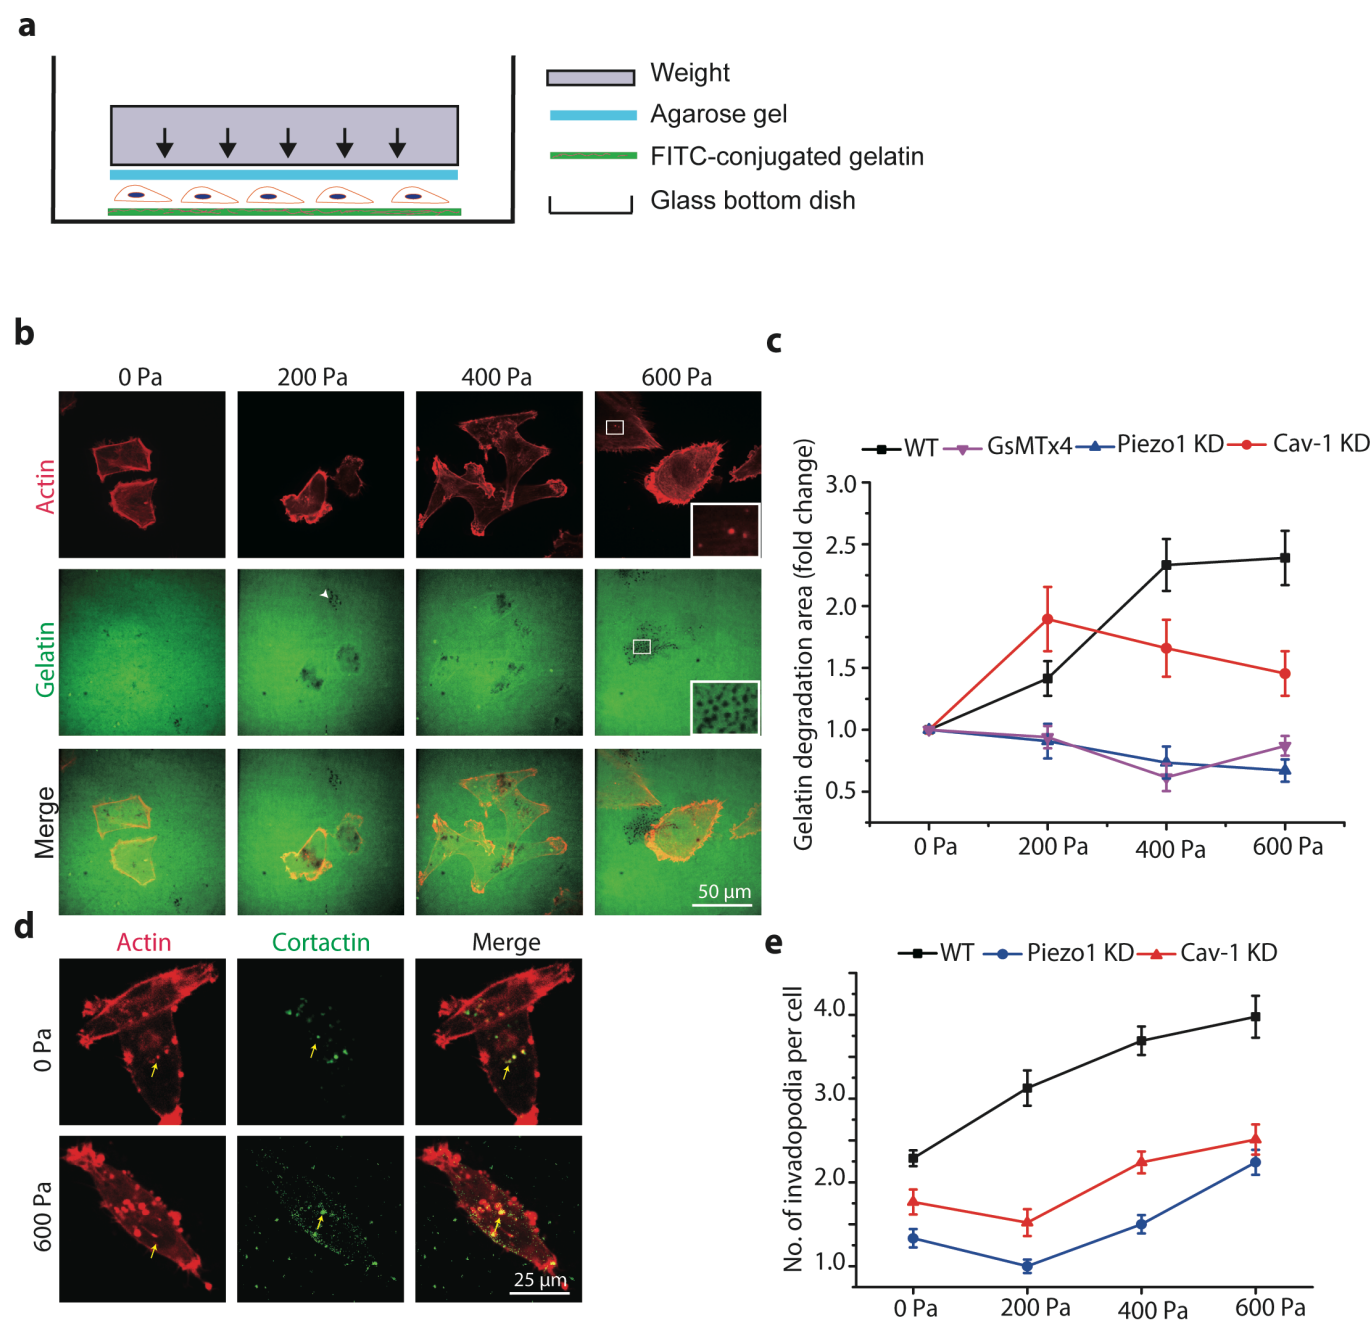 a
Weight
Agarose gel
FITC-conjugated gelatin
Glass bottom dish
b
0 Pa 200 Pa 400 Pa 600 Pa
Actin
Gelatin
Merge
50 µm
c
WT GsMTx4 Piezo1 KD Cav-1 KD
Gelatin degradation area (fold change)
3.0
2.5
2.0
1.5
1.0
0.5
0 Pa 200 Pa 400 Pa 600 Pa
d
Actin Cortactin Merge
0 Pa
600 Pa
25 µm
e
WT Piezo1 KD Cav-1 KD
No. of invadopodia per cell
4.0
3.0
2.0
1.0
0 Pa 200 Pa 400 Pa 600 Pa